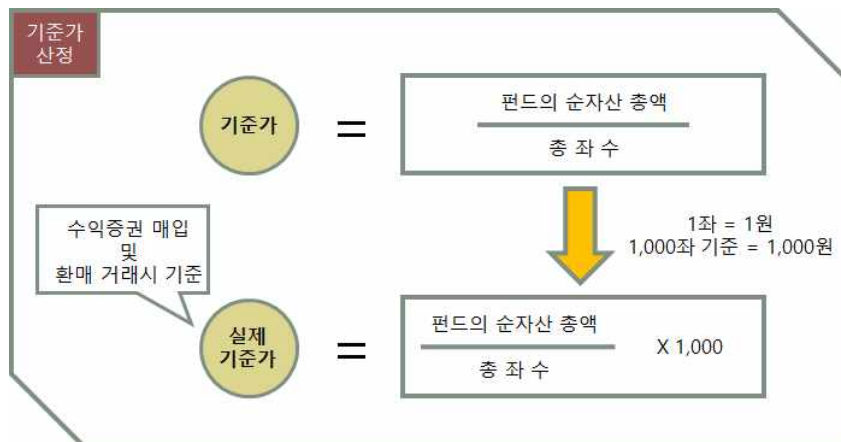 기준가
산정
기준가
=
펀드의 순자산 총액
총 좌 수
1좌 = 1원
1,000좌 기준 = 1,000원
수익증권 매입
및
환매 거래시 기준
실제
기준가
=
펀드의 순자산 총액
총 좌 수
X 1,000